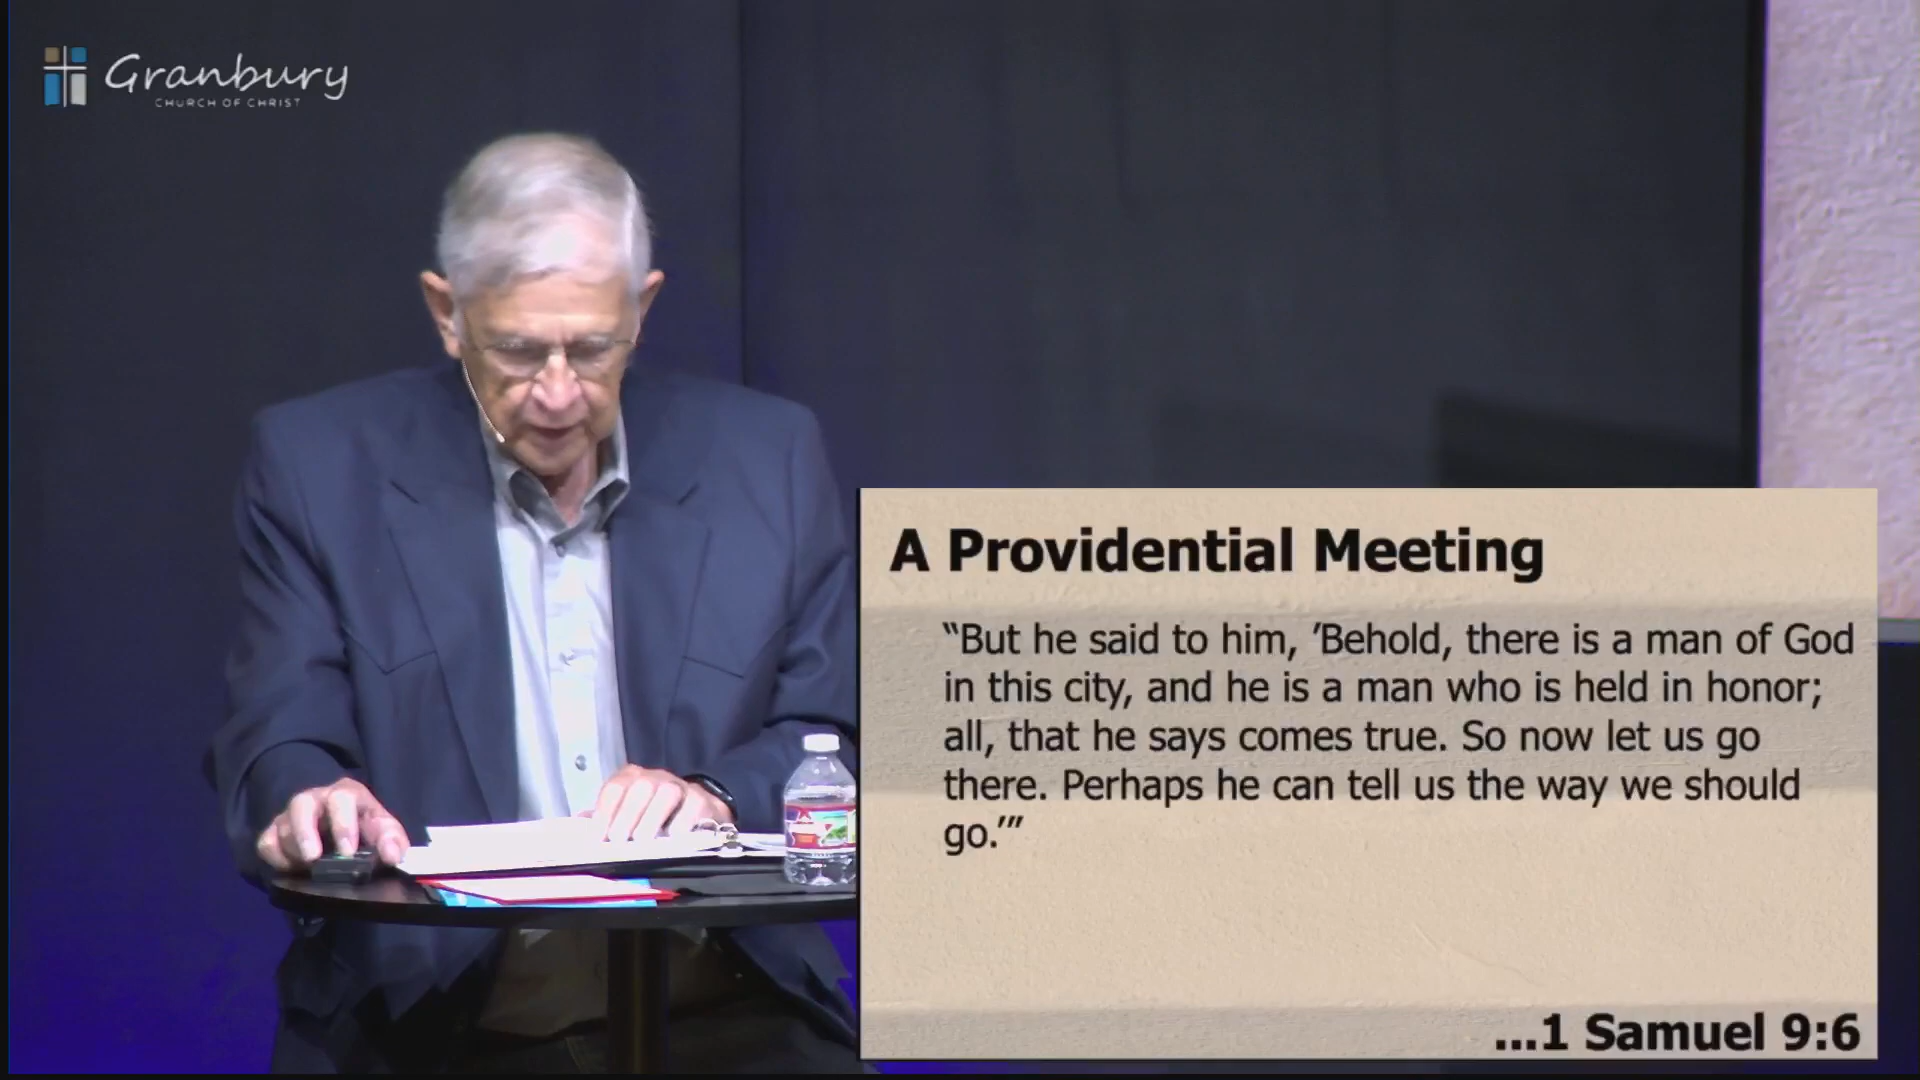 Granbury
CHURCH OF CHRIST
A Providential Meeting
“But he said to him, ’Behold, there is a man of God
in this city, and he is a man who is held in honor;
all, that he says comes true. So now let us go
there. Perhaps he can tell us the way we should
go.’”
...1 Samuel 9:6